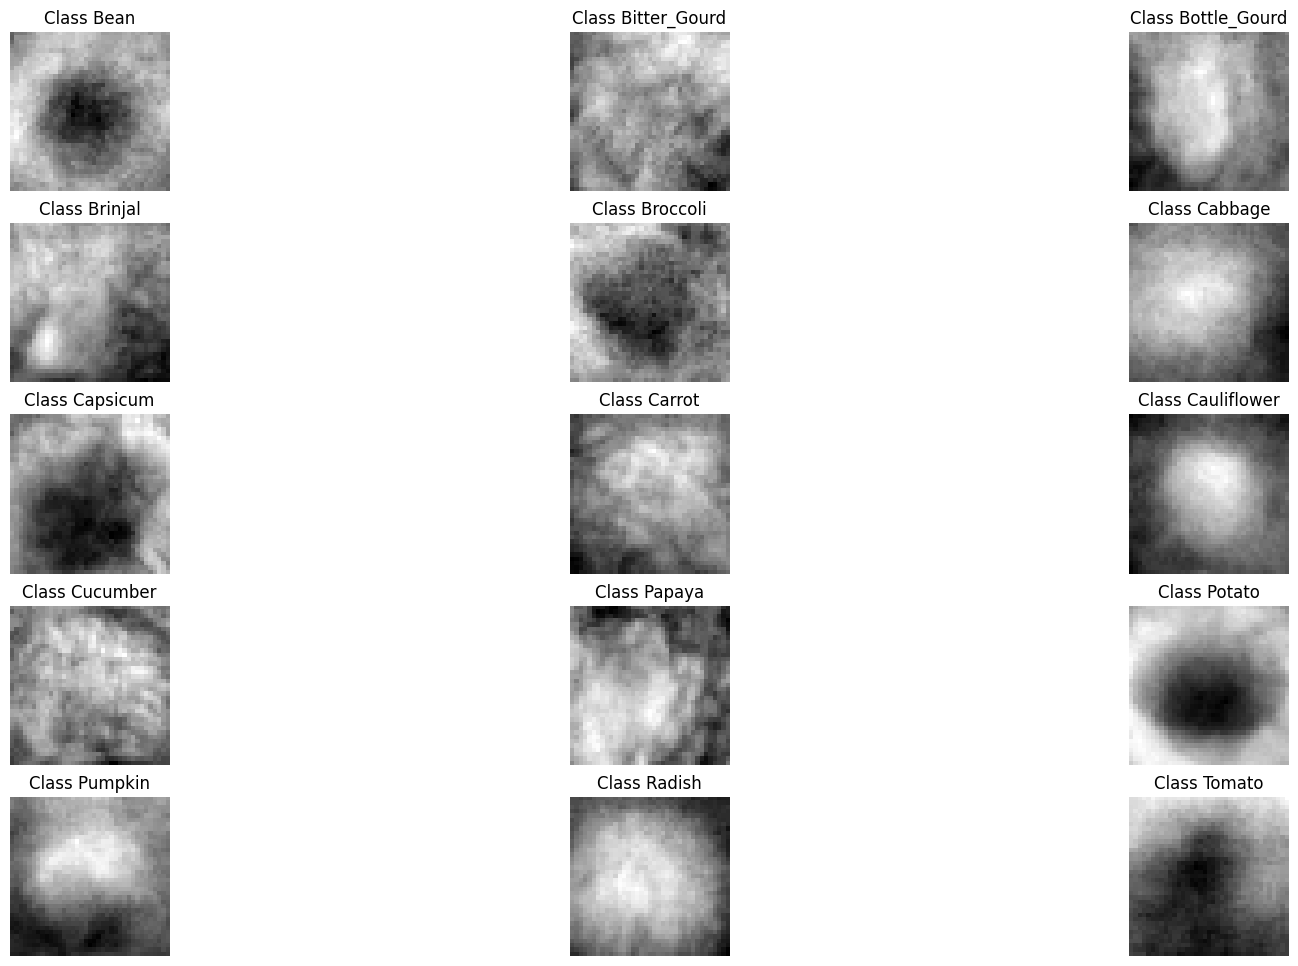 Class Bean
Class Bitter_Gourd
Class Bottle_Gourd
Class Brinjal
Class Broccoli
Class Cabbage
Class Capsicum
Class Carrot
Class Cauliflower
Class Cucumber
Class Papaya
Class Potato
Class Pumpkin
Class Radish
Class Tomato